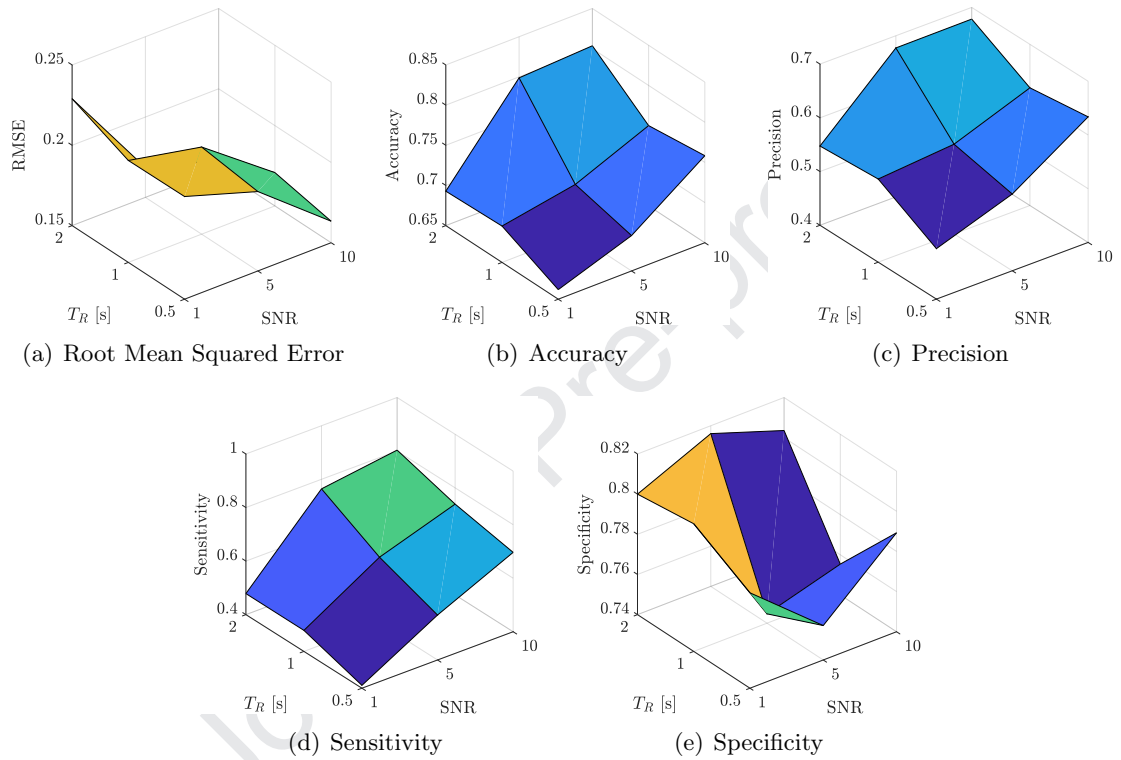 0.25
0.2
0.15
RMSE
2
1
0.5
T_R [s]
1
5
10
SNR
(a) Root Mean Squared Error
0.85
0.8
0.75
0.7
0.65
Accuracy
2
1
0.5
T_R [s]
1
5
10
SNR
(b) Accuracy
0.7
0.6
0.5
0.4
Precision
2
1
0.5
T_R [s]
1
5
10
SNR
(c) Precision
1
0.8
0.6
0.4
Sensitivity
2
1
0.5
T_R [s]
1
5
10
SNR
(d) Sensitivity
0.82
0.8
0.78
0.76
0.74
Specificity
2
1
0.5
T_R [s]
1
5
10
SNR
(e) Specificity